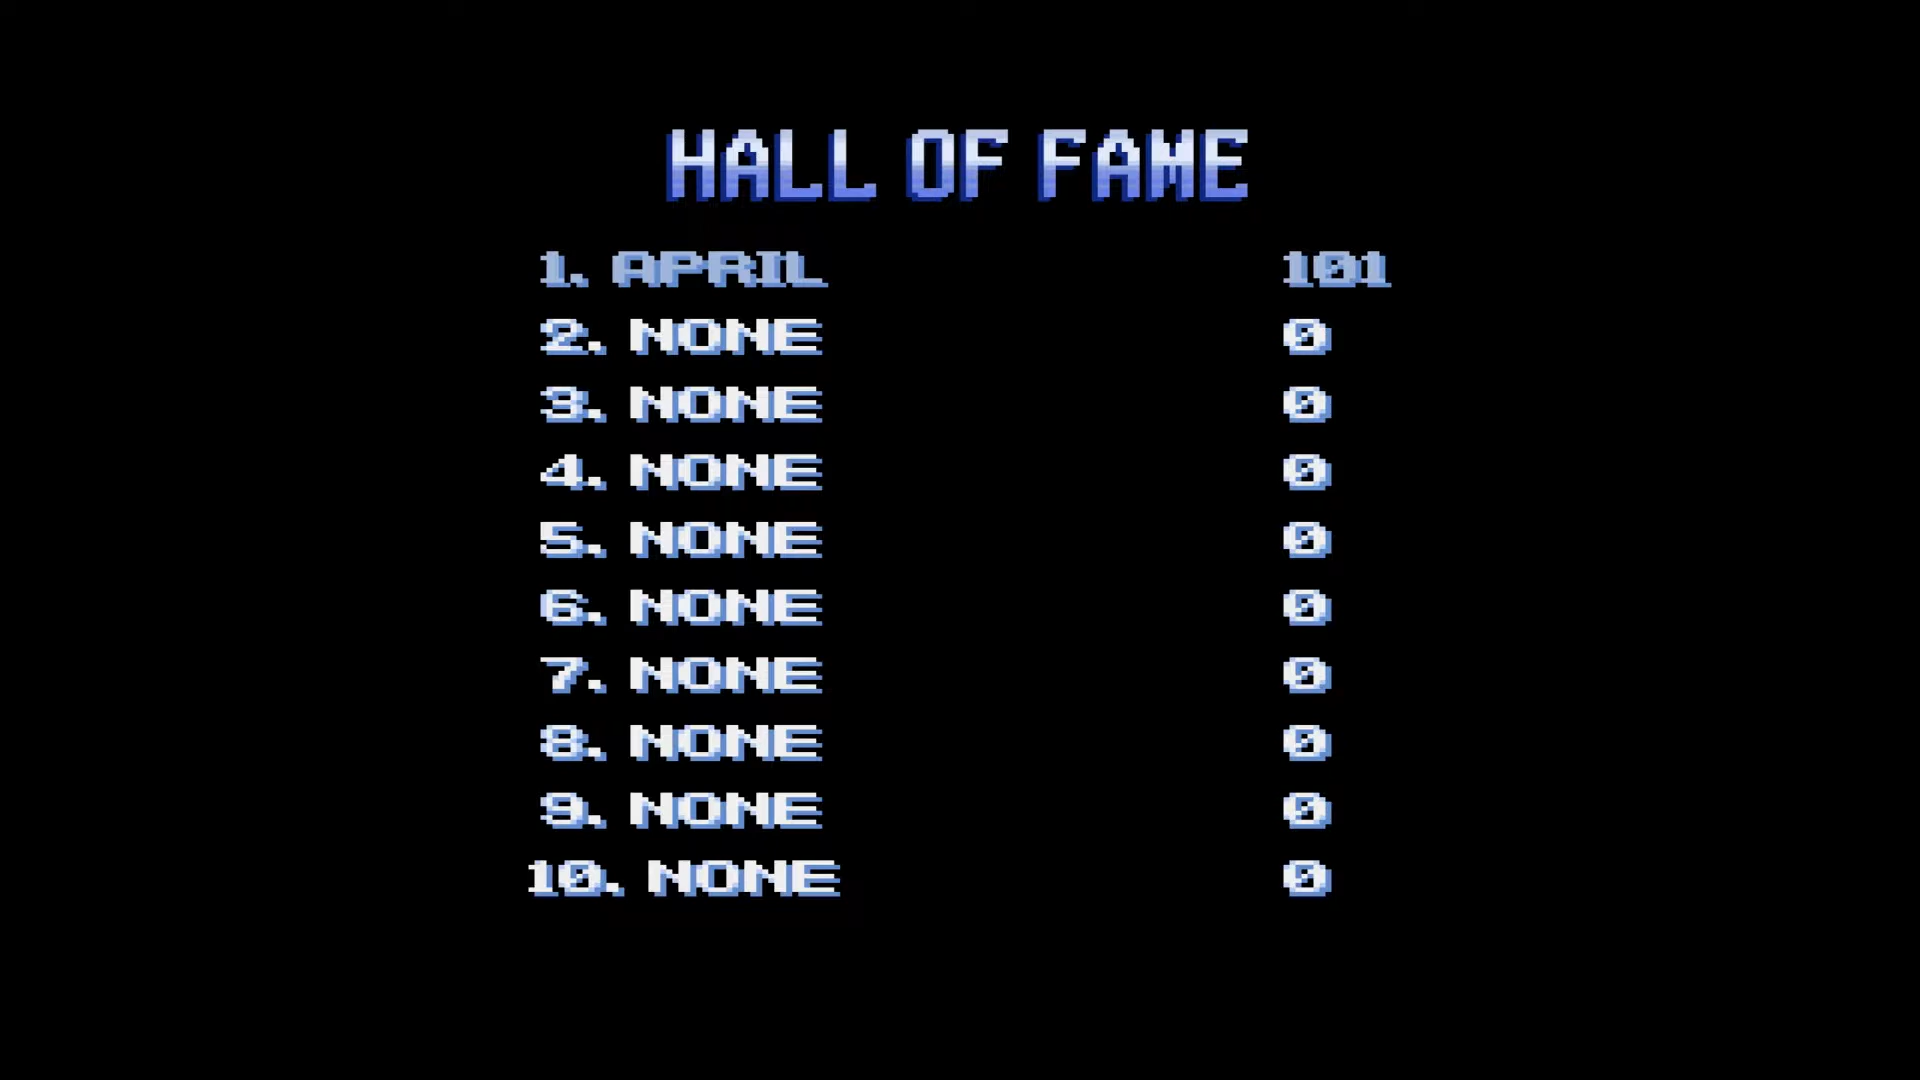 HALL OF FAME
1. APRIL 101
2. NONE 0
3. NONE 0
4. NONE 0
5. NONE 0
6. NONE 0
7. NONE 0
8. NONE 0
9. NONE 0
10. NONE 0